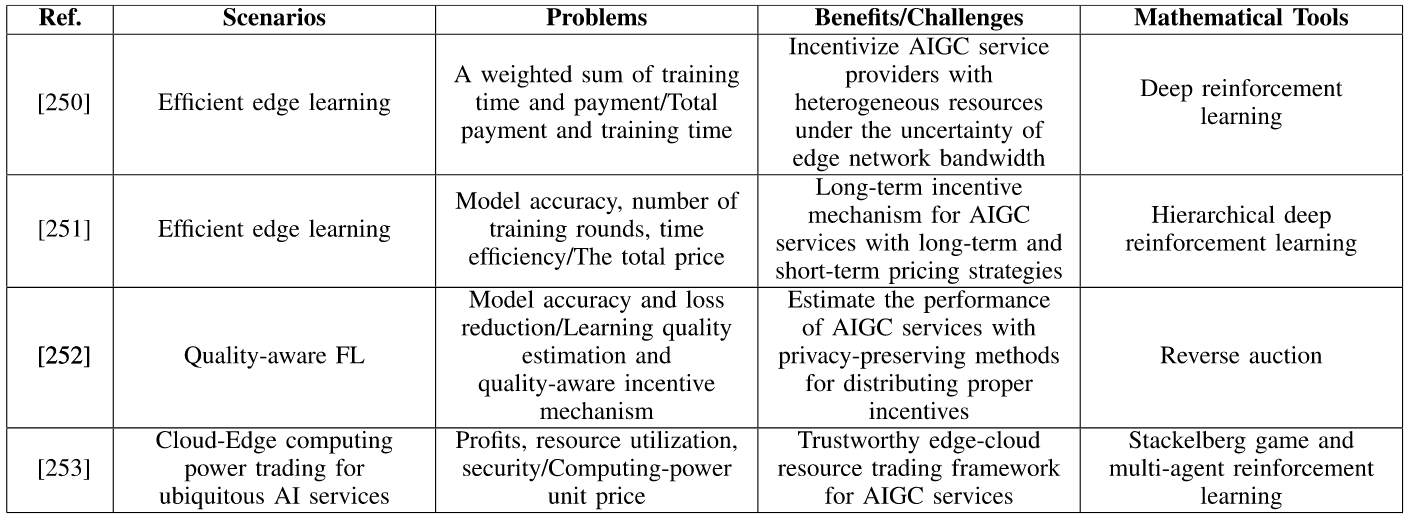 Ref. Scenarios Problems Benefits/Challenges Mathematical Tools
[250]
Efficient edge learning
A weighted sum of training
time and payment/Total
payment and training time
Incentivize AIGC service
providers with
heterogeneous resources
under the uncertainty of
edge network bandwidth
Deep reinforcement
learning
[251]
Efficient edge learning
Model accuracy, number of
training rounds, time
efficiency/The total price
Long-term incentive
mechanism for AIGC
services with long-term and
short-term pricing strategies
Hierarchical deep
reinforcement learning
[252]
Quality-aware FL
Model accuracy and loss
reduction/Learning quality
estimation and
quality-aware incentive
mechanism
Estimate the performance
of AIGC services with
privacy-preserving methods
for distributing proper
incentives
Reverse auction
[253]
Cloud-Edge computing
power trading for
ubiquitous AI services
Profits, resource utilization,
security/Computing-power
unit price
Trustworthy edge-cloud
resource trading framework
for AIGC services
Stackelberg game and
multi-agent reinforcement
learning